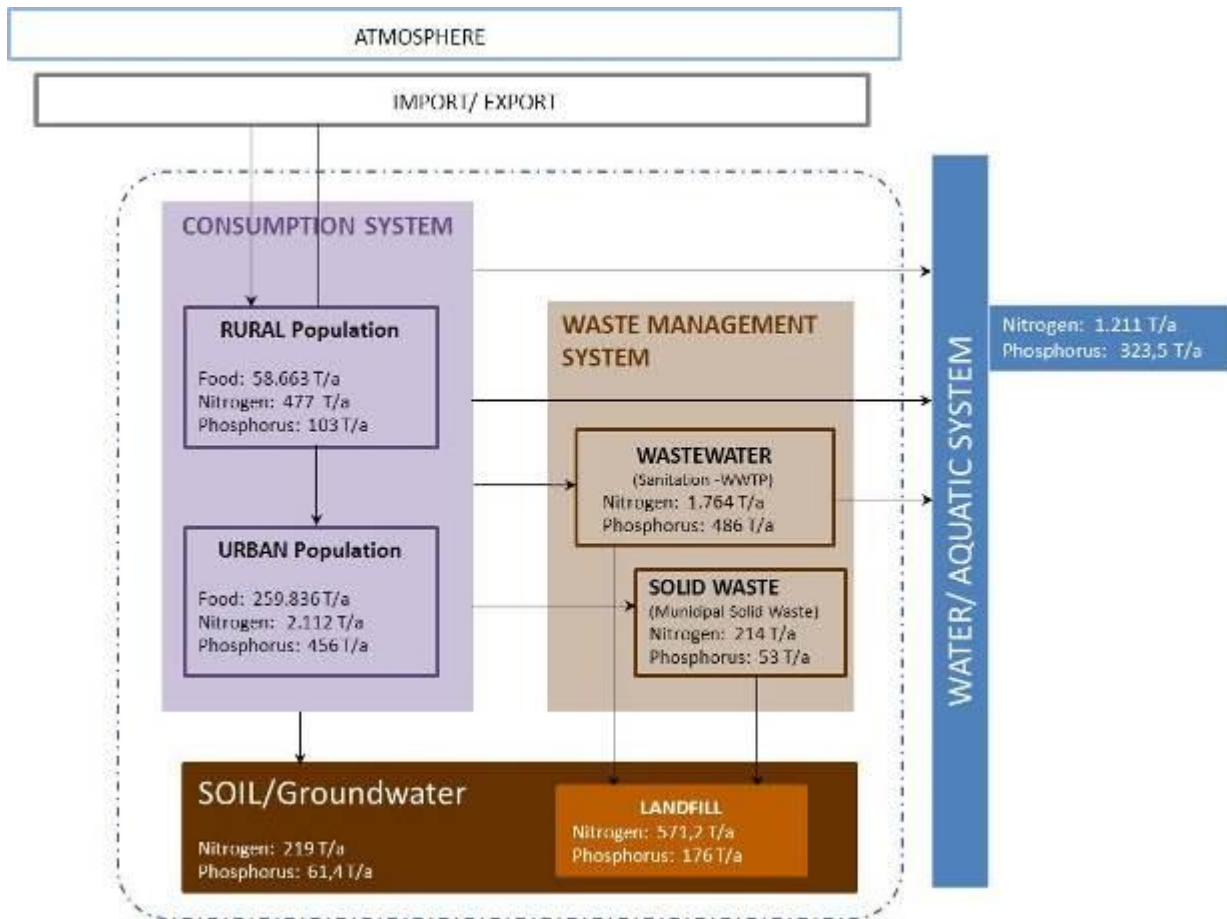 ATMOSPHERE
IMPORT/ EXPORT
CONSUMPTION SYSTEM
RURAL Population
Food: 58.663 T/a
Nitrogen: 477 T/a
Phosphorus: 103 T/a
URBAN Population
Food: 259.836 T/a
Nitrogen: 2.112 T/a
Phosphorus: 456 T/a
WASTE MANAGEMENT
SYSTEM
WASTEWATER
(Sanitation -WWTP)
Nitrogen: 1.764 T/a
Phosphorus: 486 T/a
SOLID WASTE
(Municipal Solid Waste)
Nitrogen: 214 T/a
Phosphorus: 53 T/a
SOIL/Groundwater
Nitrogen: 219 T/a
Phosphorus: 61,4 T/a
LANDFILL
Nitrogen: 571,2 T/a
Phosphorus: 176 T/a
WATER/ AQUATIC SYSTEM
Nitrogen: 1.211 T/a
Phosphorus: 323,5 T/a